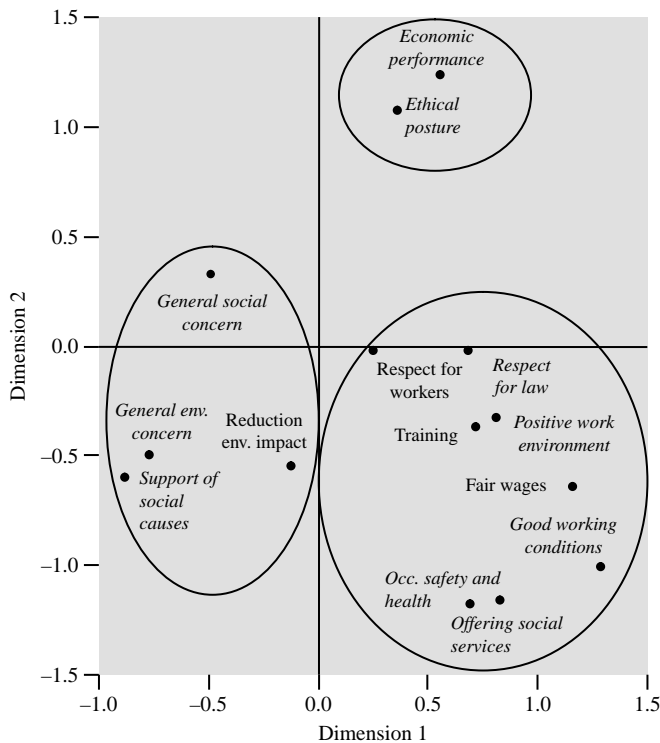 1.5
Economic
performance
Ethical
posture
1.0
0.5
General social
concern
0.0
Respect for
workers
Respect
for law
General env.
concern
Reduction
env. impact
Training
Positive work
environment
–0.5
Support of
social
causes
Fair wages
Good working
conditions
–1.0
Occ. safety and
health
Offering social
services
–1.5
–1.0
–0.5
0.0
0.5
1.0
1.5
Dimension 1
Dimension 2